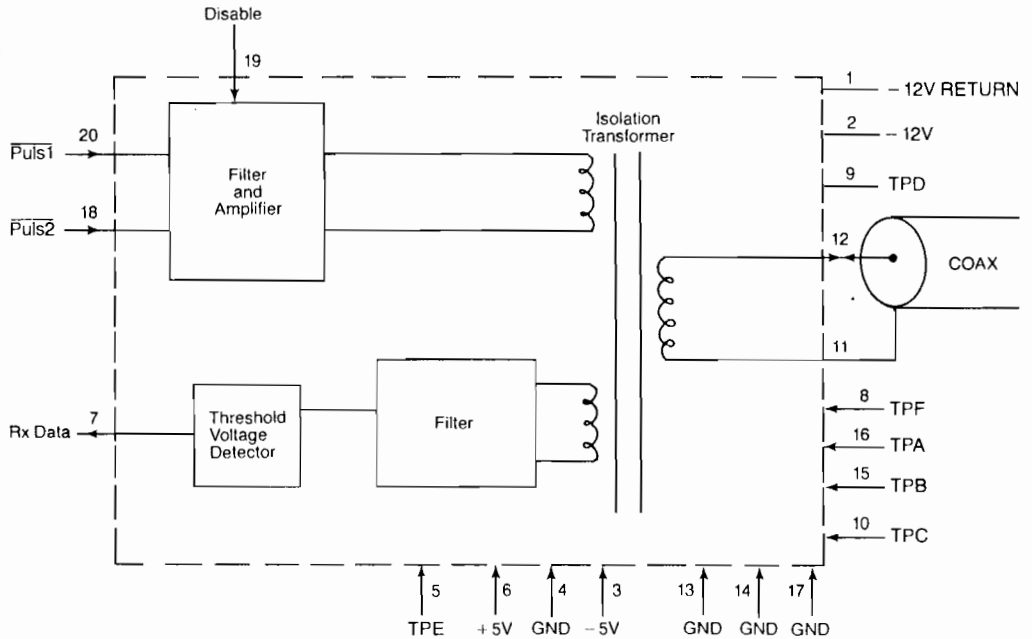 Disable
19
1
– 12V RETURN
Isolation
Transformer
2
– 12V
20
Puls1
Filter
and
Amplifier
9
TPD
18
Puls2
12
COAX
11
8
TPF
7
Rx Data
Threshold
Voltage
Detector
Filter
16
TPA
15
TPB
10
TPC
5
6
4
3
13
14
17
TPE
+ 5V
GND
– 5V
GND
GND
GND